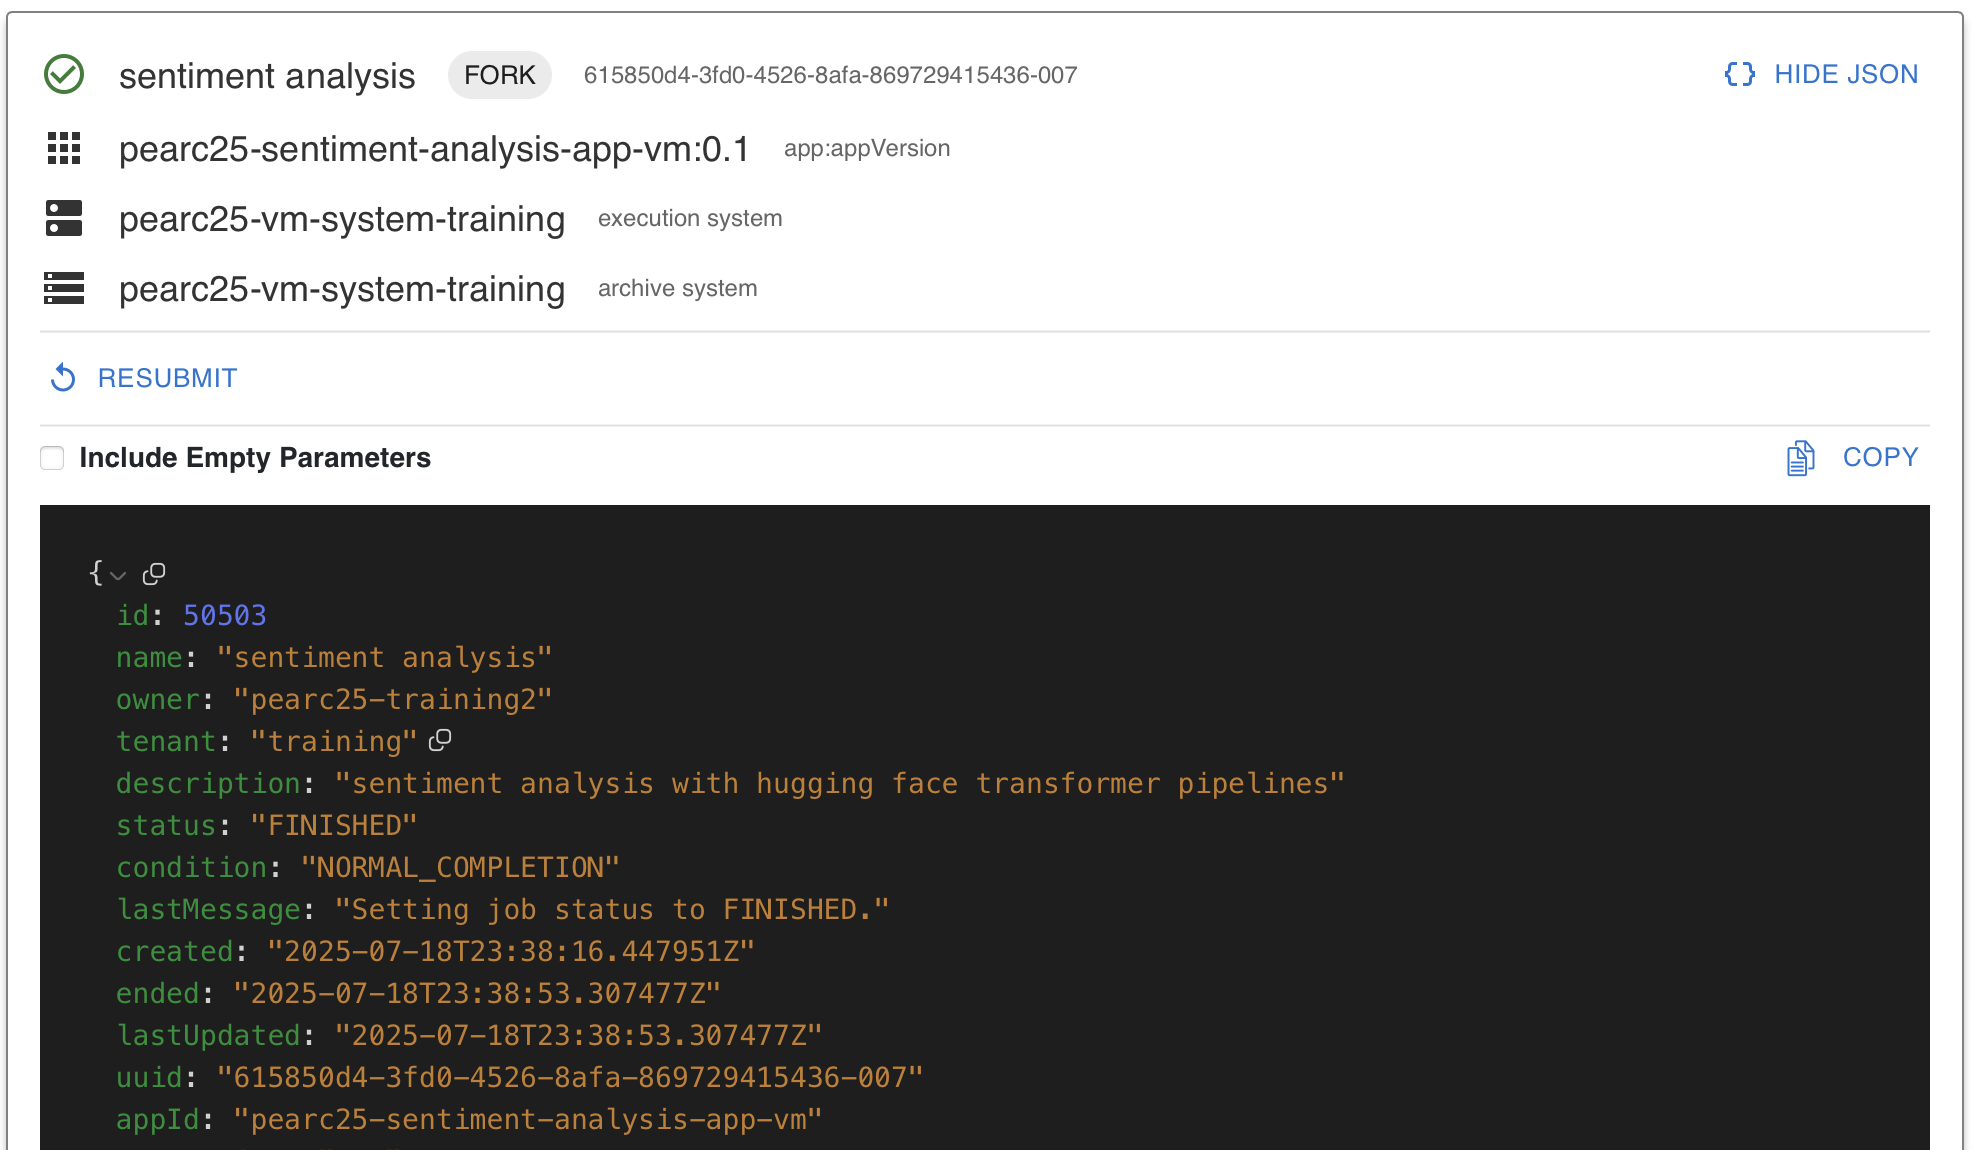 sentiment analysis FORK 615850d4-3fd0-4526-8afa-869729415436-007 HIDE JSON
pearc25-sentiment-analysis-app-vm:0.1 app:appVersion
pearc25-vm-system-training execution system
pearc25-vm-system-training archive system
RESUBMIT
Include Empty Parameters COPY
{
id: 50503
name: "sentiment analysis"
owner: "pearc25-training2"
tenant: "training"
description: "sentiment analysis with hugging face transformer pipelines"
status: "FINISHED"
condition: "NORMAL_COMPLETION"
lastMessage: "Setting job status to FINISHED."
created: "2025-07-18T23:38:16.447951Z"
ended: "2025-07-18T23:38:53.307477Z"
lastUpdated: "2025-07-18T23:38:53.307477Z"
uuid: "615850d4-3fd0-4526-8afa-869729415436-007"
appId: "pearc25-sentiment-analysis-app-vm"